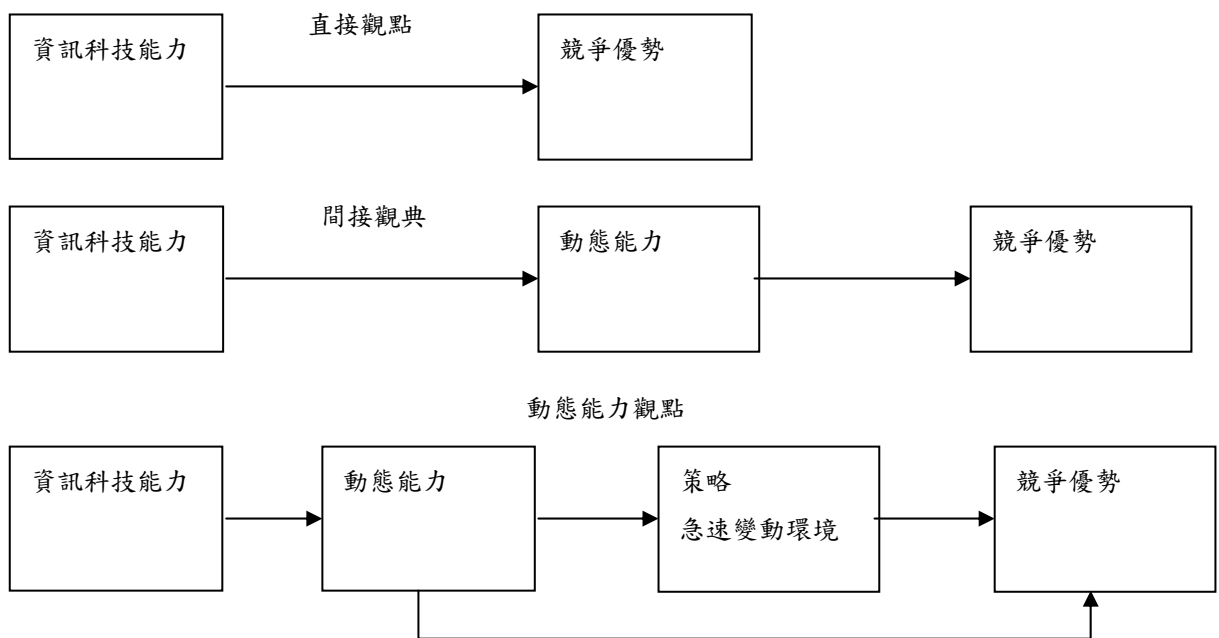 直接觀點
資訊科技能力
競爭優勢
間接觀典
資訊科技能力
動態能力
競爭優勢
動態能力觀點
資訊科技能力
動態能力
策略
急速變動環境
競爭優勢